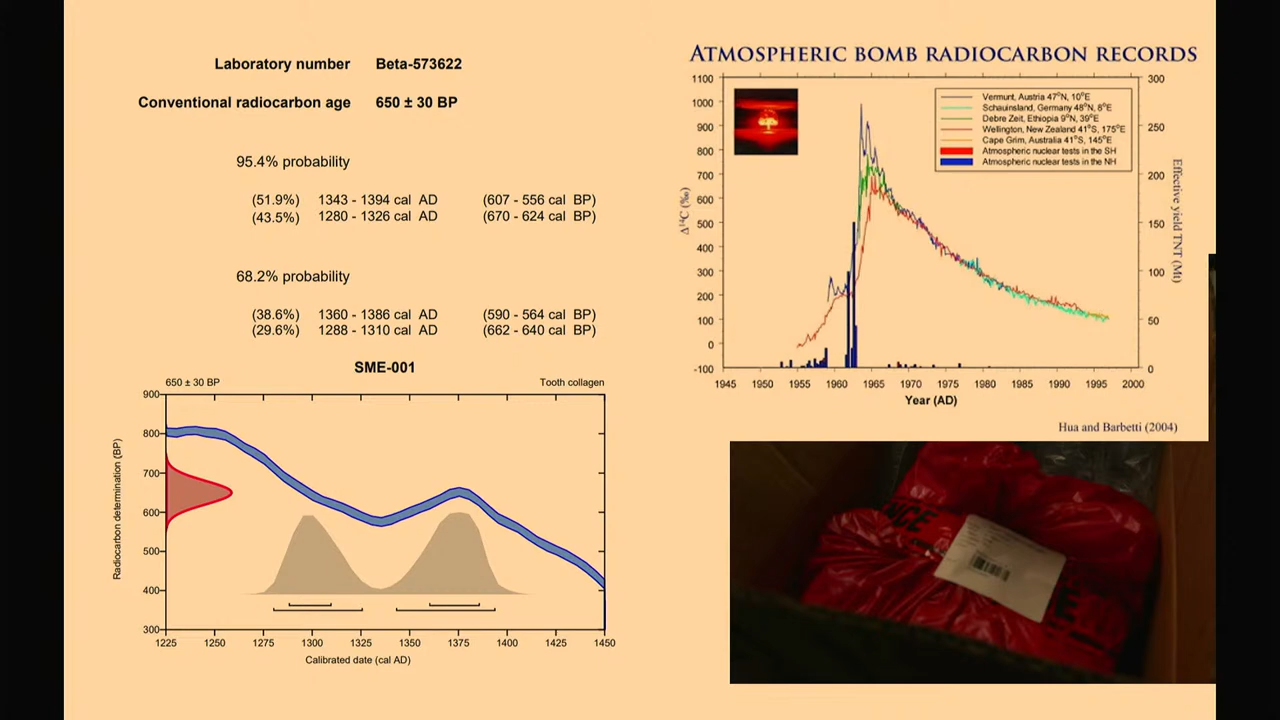 Laboratory number Beta-573622
Conventional radiocarbon age 650 ± 30 BP
95.4% probability
(51.9%) 1343 - 1394 cal AD (607 - 556 cal BP)
(43.5%) 1280 - 1326 cal AD (670 - 624 cal BP)
68.2% probability
(38.6%) 1360 - 1386 cal AD (590 - 564 cal BP)
(29.6%) 1288 - 1310 cal AD (662 - 640 cal BP)
SME-001
650 ± 30 BP Tooth collagen
900
800
700
600
500
400
300
Radiocarbon determination (BP)
1225 1250 1275 1300 1325 1350 1375 1400 1425 1450
Calibrated date (cal AD)
ATMOSPHERIC BOMB RADIOCARBON RECORDS
1100
1000
900
800
700
600
500
400
300
200
100
0
-100
Δ¹⁴C (‰)
Vermunt, Austria 47°N, 10°E
Schauinsland, Germany 48°N, 8°E
Debre Zeit, Ethiopia 9°N, 39°E
Wellington, New Zealand 41°S, 175°E
Cape Grim, Australia 41°S, 145°E
Atmospheric nuclear tests in the SH
Atmospheric nuclear tests in the NH
300
250
200
150
100
50
0
Effective yield TNT (Mt)
1945 1950 1955 1960 1965 1970 1975 1980 1985 1990 1995 2000
Year (AD)
Hua and Barbetti (2004)